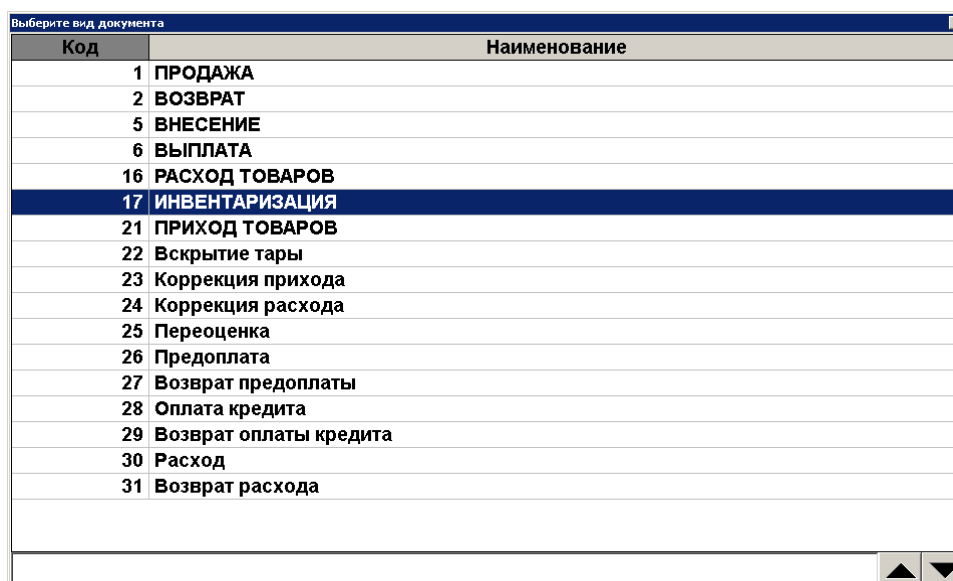 Выберите вид документа
Код Наименование
1 ПРОДАЖА
2 ВОЗВРАТ
5 ВНЕСЕНИЕ
6 ВЫПЛАТА
16 РАСХОД ТОВАРОВ
17 ИНВЕНТАРИЗАЦИЯ
21 ПРИХОД ТОВАРОВ
22 Вскрытие тары
23 Коррекция прихода
24 Коррекция расхода
25 Переоценка
26 Предоплата
27 Возврат предоплаты
28 Оплата кредита
29 Возврат оплаты кредита
30 Расход
31 Возврат расхода